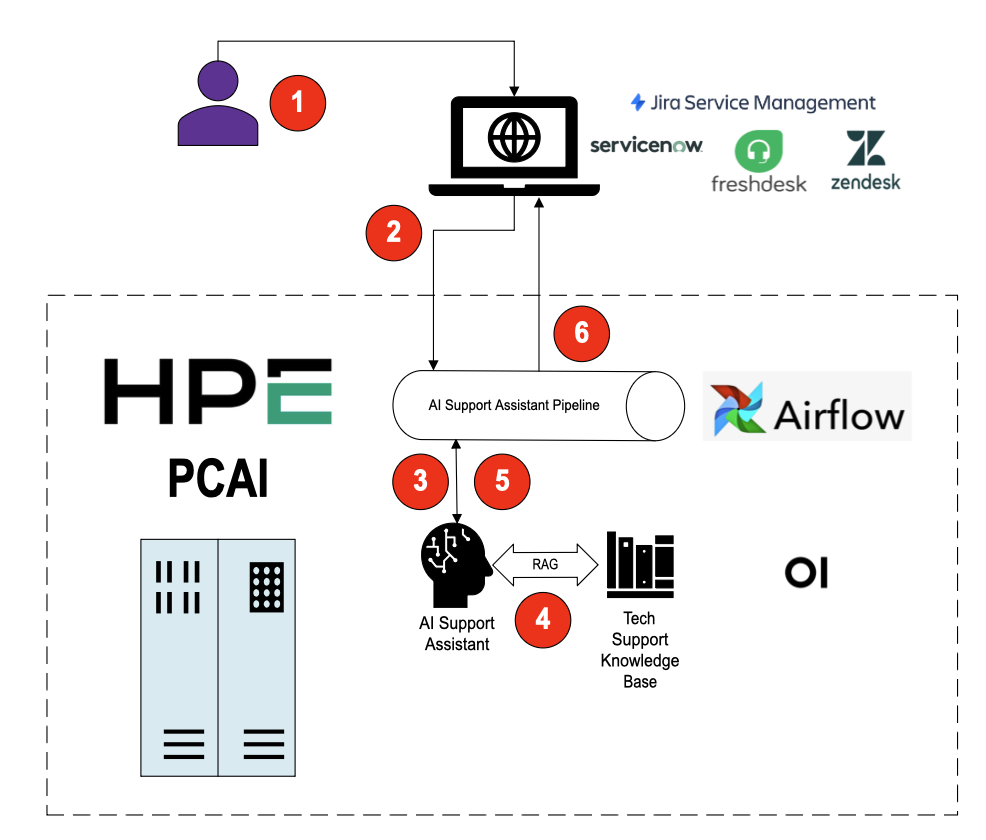 1
Jira Service Management
servicenow
freshdesk
zendesk
2
6
HPE
PCAI
AI Support Assistant Pipeline
Airflow
3
5
RAG
4
OI
AI Support
Assistant
Tech
Support
Knowledge
Base